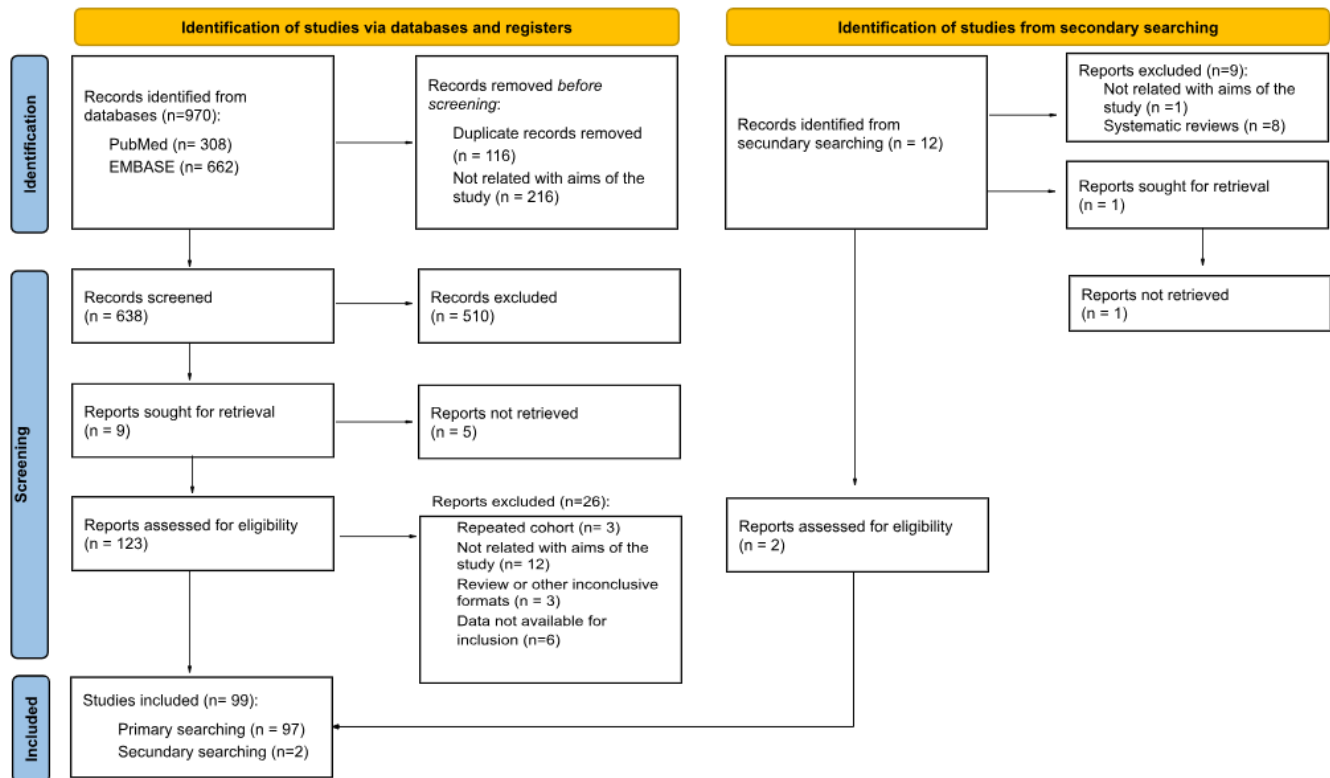 Identification of studies via databases and registers
Identification of studies from secondary searching
Identification
Records identified from
databases (n=970):
PubMed (n= 308)
EMBASE (n= 662)
Records removed before
screening:
Duplicate records removed
(n = 116)
Not related with aims of the
study (n = 216)
Records identified from
secundary searching (n = 12)
Reports excluded (n=9):
Not related with aims of the
study (n =1)
Systematic reviews (n =8)
Reports sought for retrieval
(n = 1)
Reports not retrieved
(n = 1)
Screening
Records screened
(n = 638)
Records excluded
(n = 510)
Reports sought for retrieval
(n = 9)
Reports not retrieved
(n = 5)
Reports assessed for eligibility
(n = 123)
Reports excluded (n=26):
Repeated cohort (n= 3)
Not related with aims of the
study (n= 12)
Review or other inconclusive
formats (n = 3)
Data not available for
inclusion (n=6)
Reports assessed for eligibility
(n = 2)
Included
Studies included (n= 99):
Primary searching (n = 97)
Secundary searching (n=2)